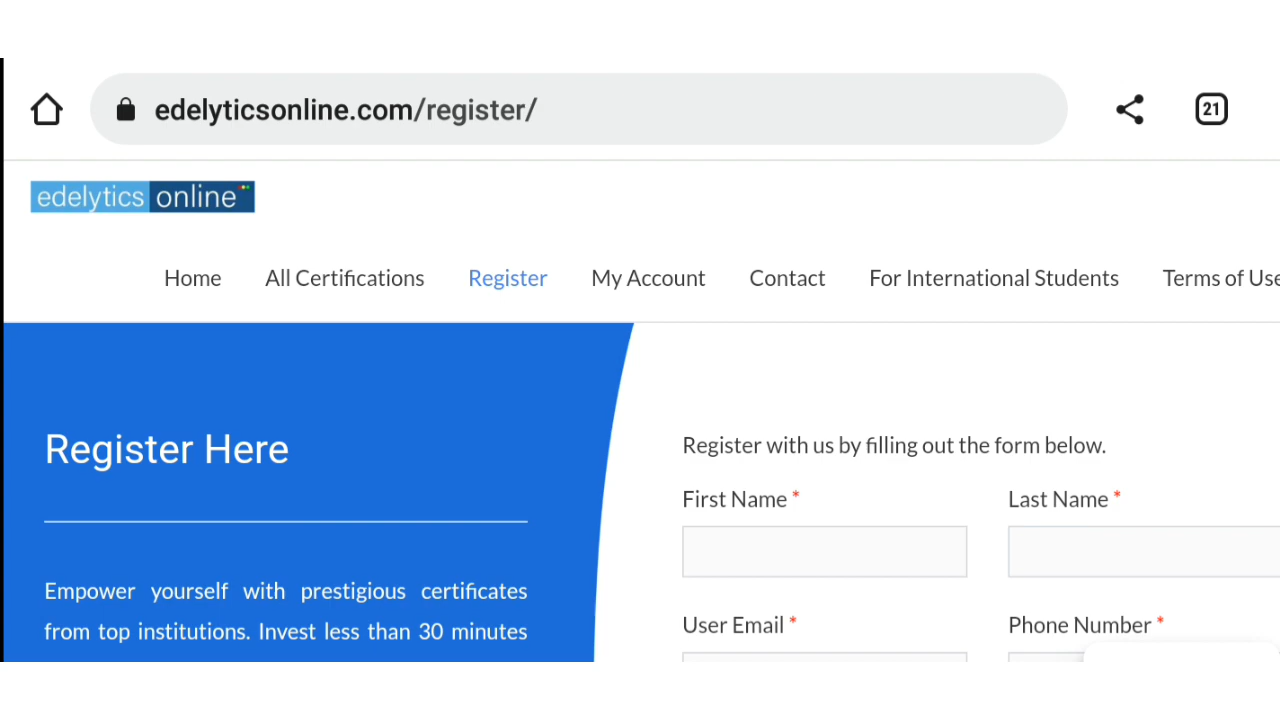 edelyticsonline.com/register/
21
edelytics online
Home All Certifications Register My Account Contact For International Students Terms of Use
Register Here
Empower yourself with prestigious certificates
from top institutions. Invest less than 30 minutes
Register with us by filling out the form below.
First Name * Last Name *
User Email * Phone Number *